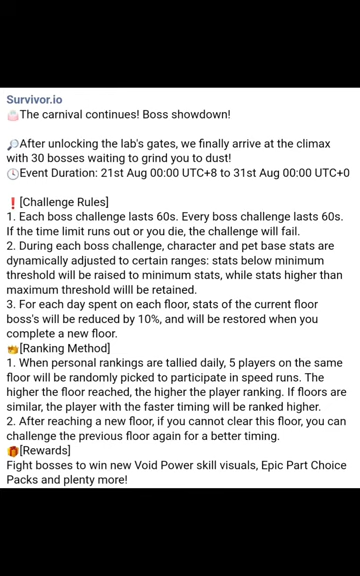 Survivor.io
👛The carnival continues! Boss showdown!
🔎After unlocking the lab's gates, we finally arrive at the climax
with 30 bosses waiting to grind you to dust!
🕒Event Duration: 21st Aug 00:00 UTC+8 to 31st Aug 00:00 UTC+0
❗[Challenge Rules]
1. Each boss challenge lasts 60s. Every boss challenge lasts 60s.
If the time limit runs out or you die, the challenge will fail.
2. During each boss challenge, character and pet base stats are
dynamically adjusted to certain ranges: stats below minimum
threshold will be raised to minimum stats, while stats higher than
maximum threshold willl be retained.
3. For each day spent on each floor, stats of the current floor
boss's will be reduced by 10%, and will be restored when you
complete a new floor.
👑[Ranking Method]
1. When personal rankings are tallied daily, 5 players on the same
floor will be randomly picked to participate in speed runs. The
higher the floor reached, the higher the player ranking. If floors are
similar, the player with the faster timing will be ranked higher.
2. After reaching a new floor, if you cannot clear this floor, you can
challenge the previous floor again for a better timing.
🎁[Rewards]
Fight bosses to win new Void Power skill visuals, Epic Part Choice
Packs and plenty more!